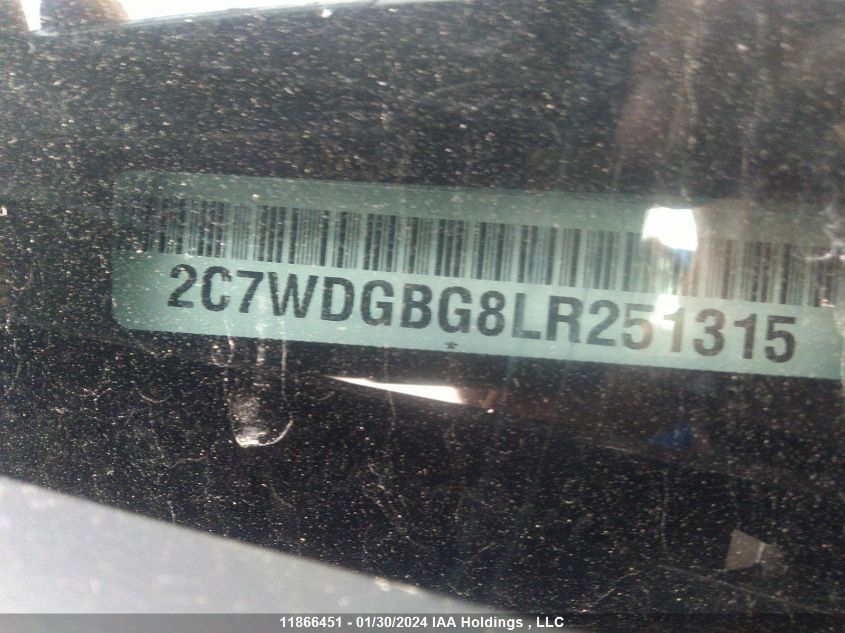 2C7WDGBG8LR251315
*
11866451 - 01/30/2024 IAA Holdings , LLC